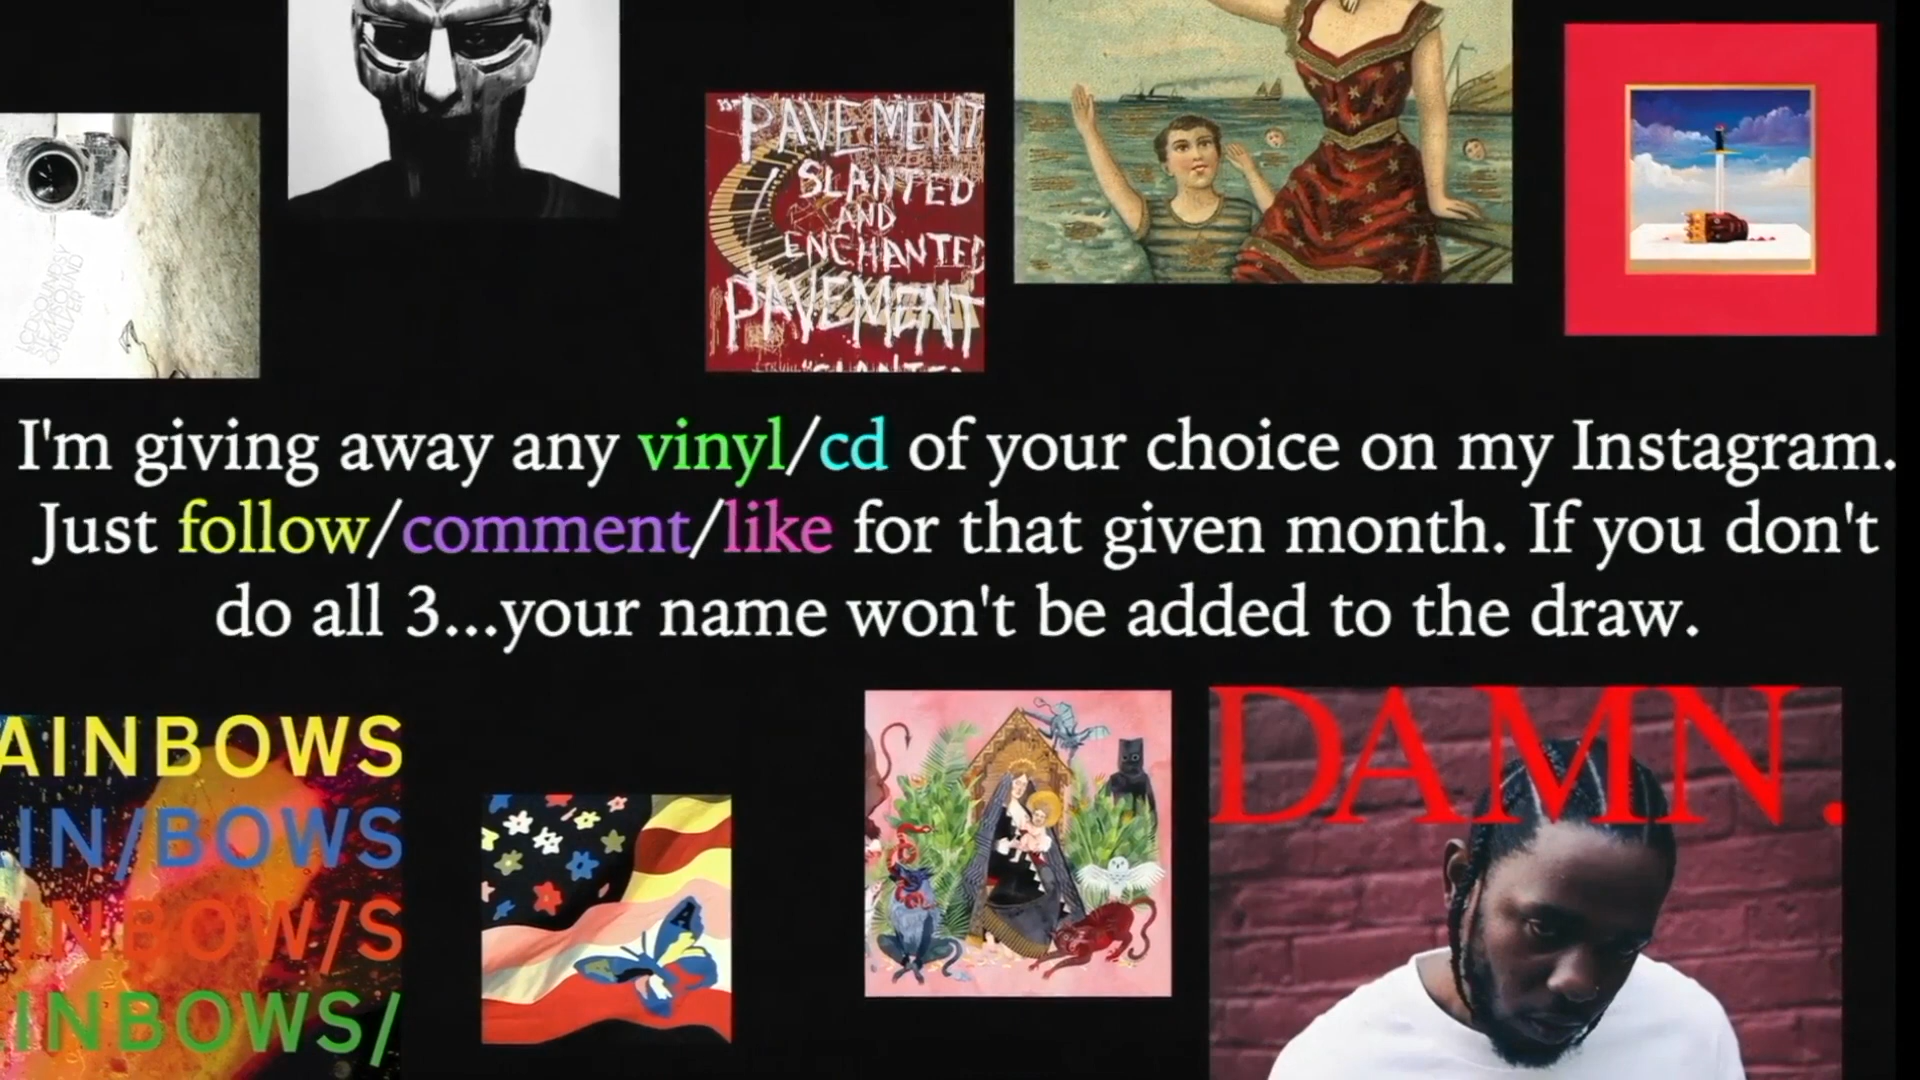 PAVEMENT
SLANTED
AND
ENCHANTED
PAVEMENT
I'm giving away any vinyl/cd of your choice on my Instagram.
Just follow/comment/like for that given month. If you don't
do all 3...your name won't be added to the draw.
AINBOWS
IN/BOWS
INBOW/S
INBOWS/
A
DAMN.